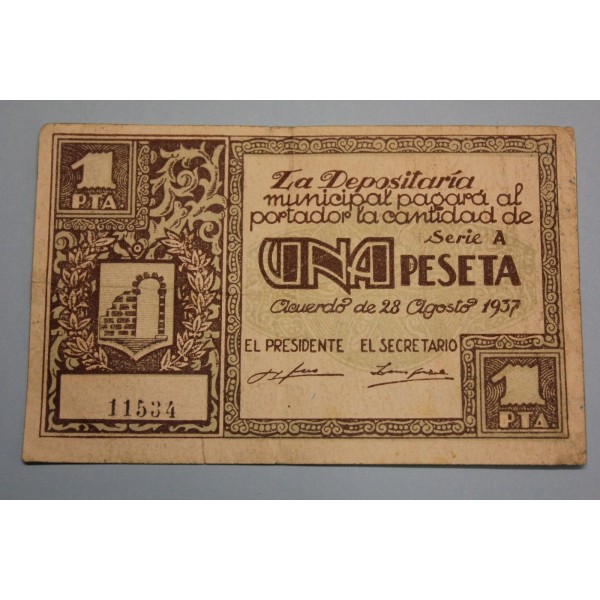 1
PTA
La Depositaría
municipal pagará al
portador la cantidad de
Serie A
UNA PESETA
Acuerdo de 28 Agosto 1937
EL PRESIDENTE EL SECRETARIO
11534
1
PTA